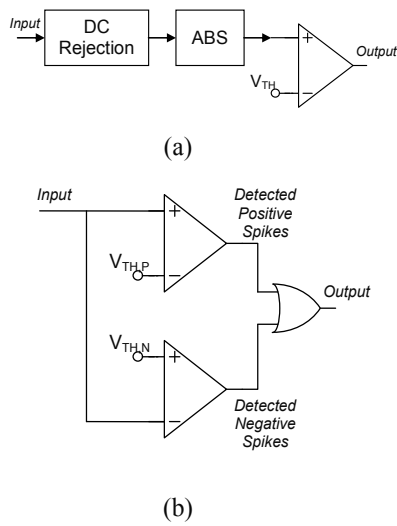 Input
DC
Rejection
ABS
+
V_TH
−
Output
(a)
Input
+
V_TH,P
−
Detected
Positive
Spikes
Output
V_TH,N
+
−
Detected
Negative
Spikes
(b)